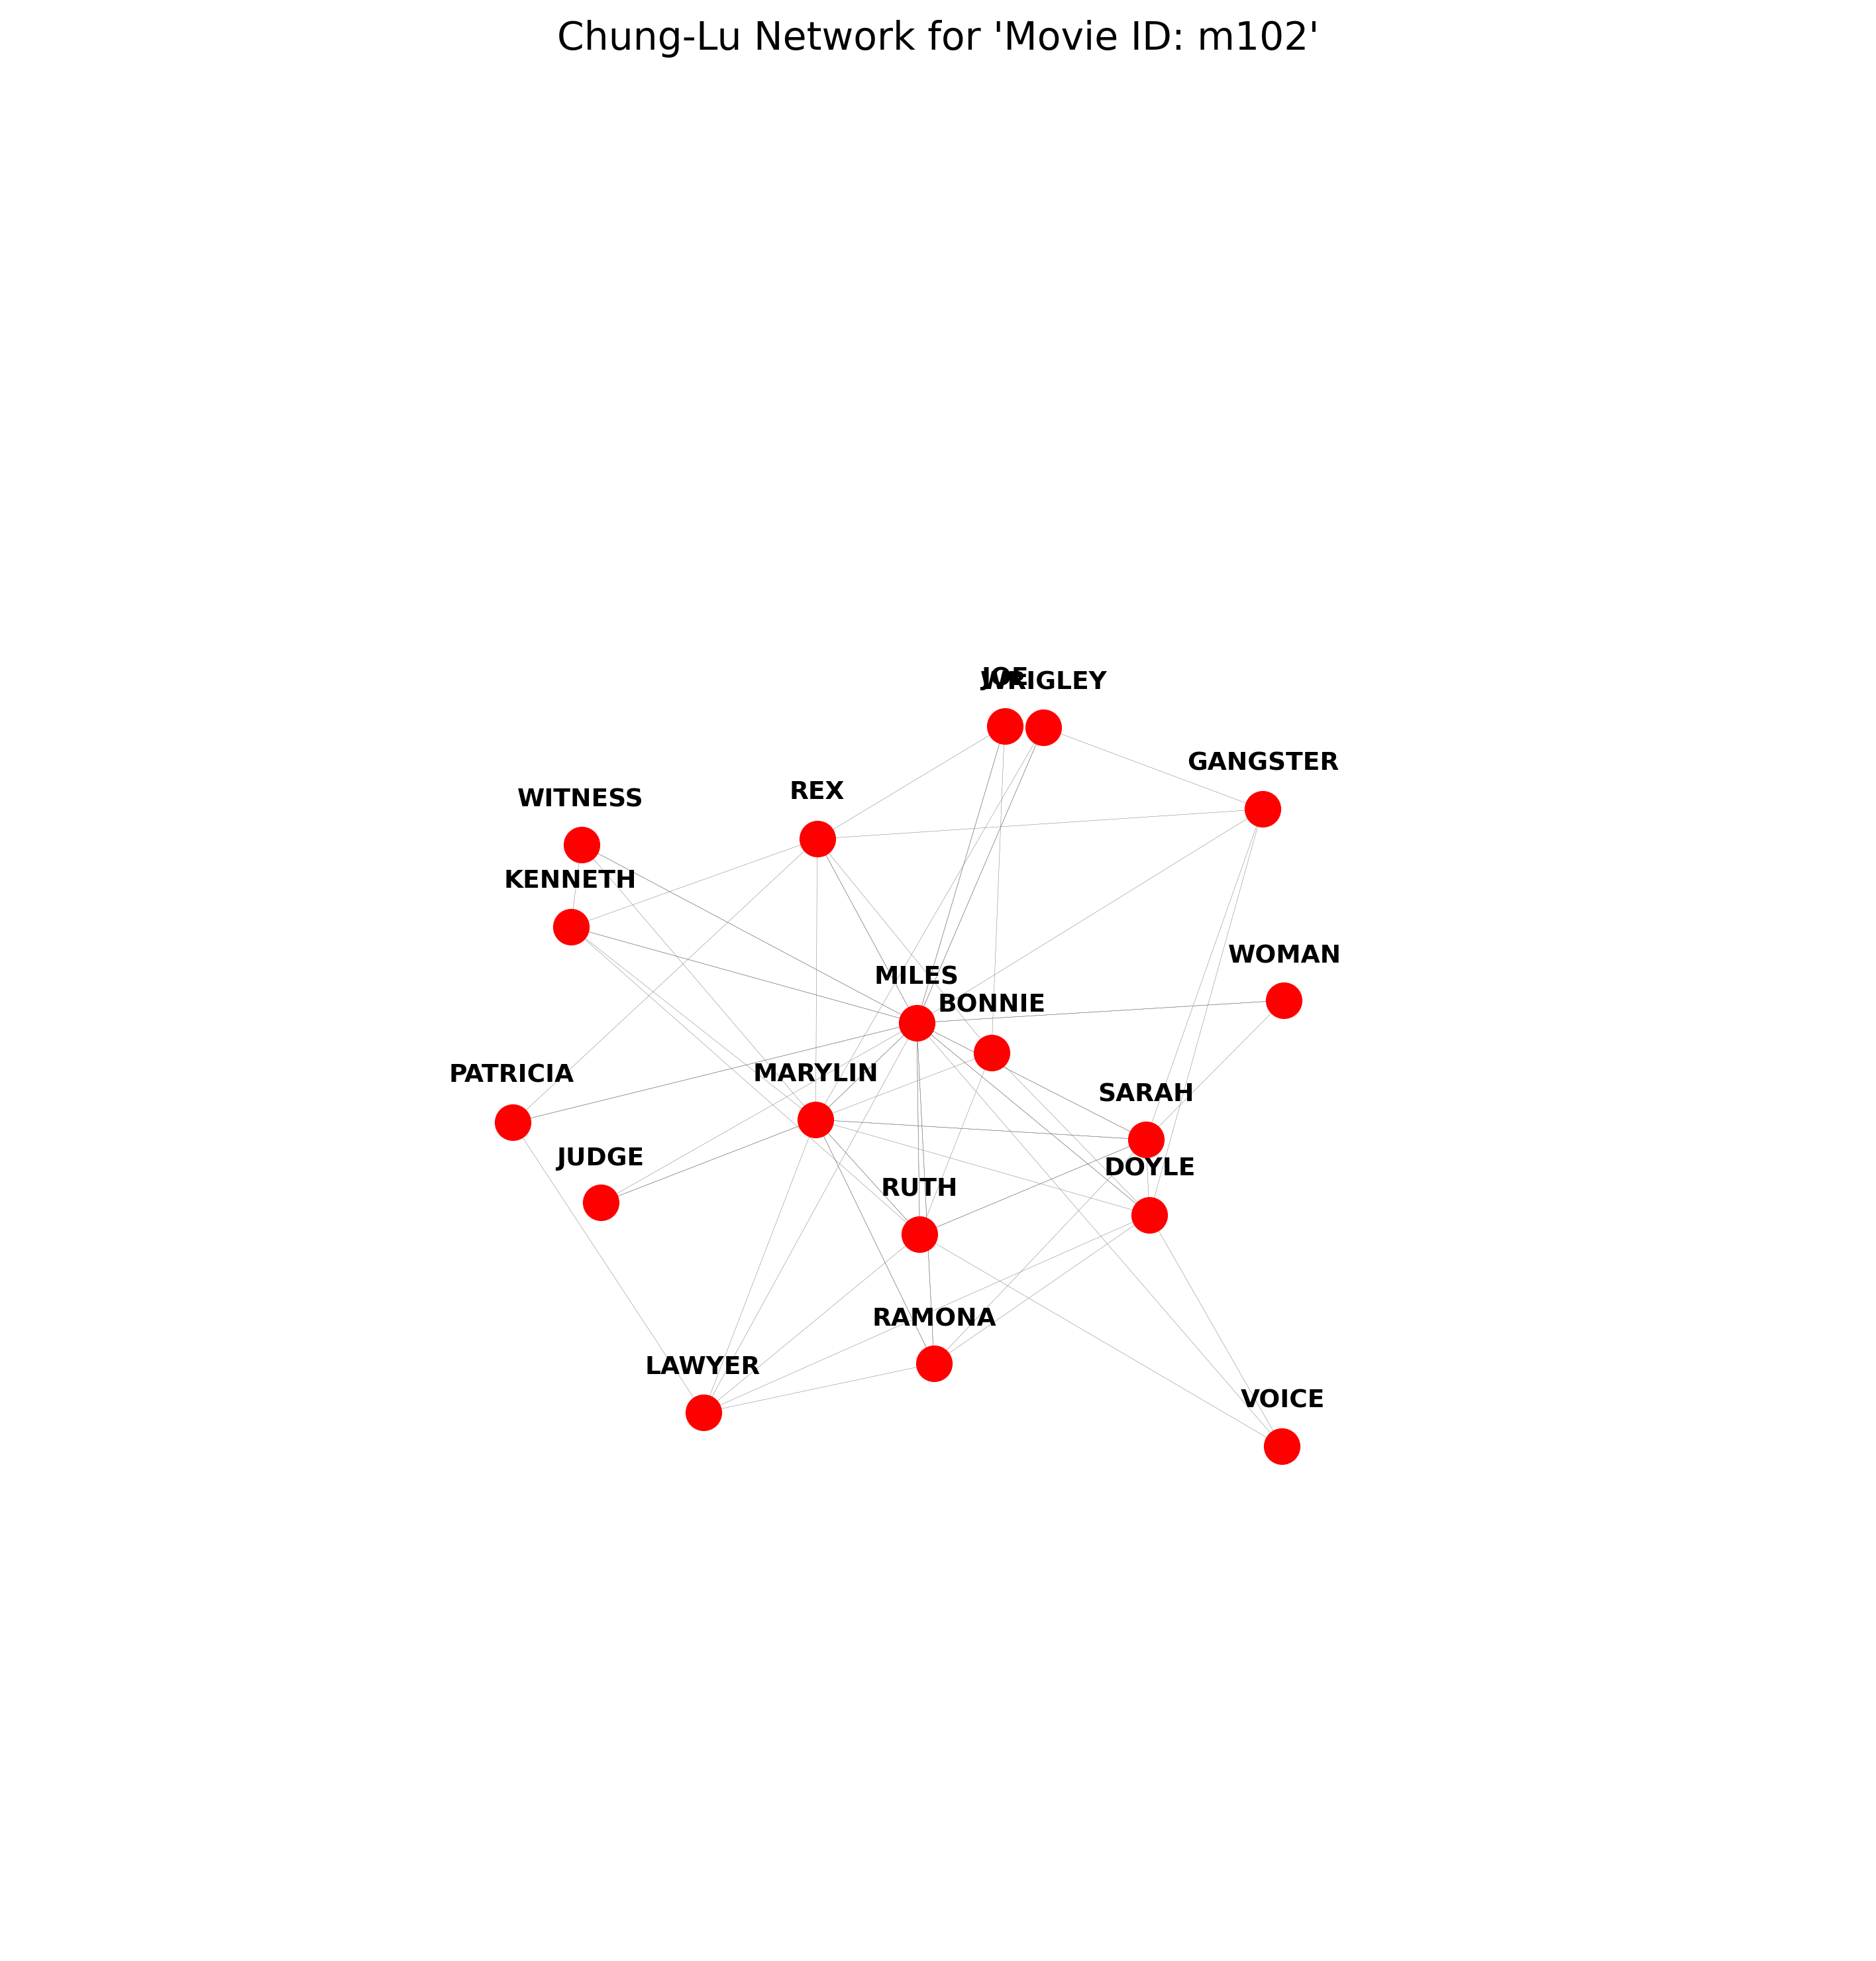 Chung-Lu Network for 'Movie ID: m102'
JOE
WRIGLEY
GANGSTER
REX
WITNESS
KENNETH
WOMAN
MILES
BONNIE
MARYLIN
PATRICIA
SARAH
JUDGE
DOYLE
RUTH
RAMONA
LAWYER
VOICE